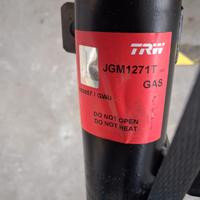 TRW
JGM1271T
GAS
DO NOT OPEN
DO NOT HEAT